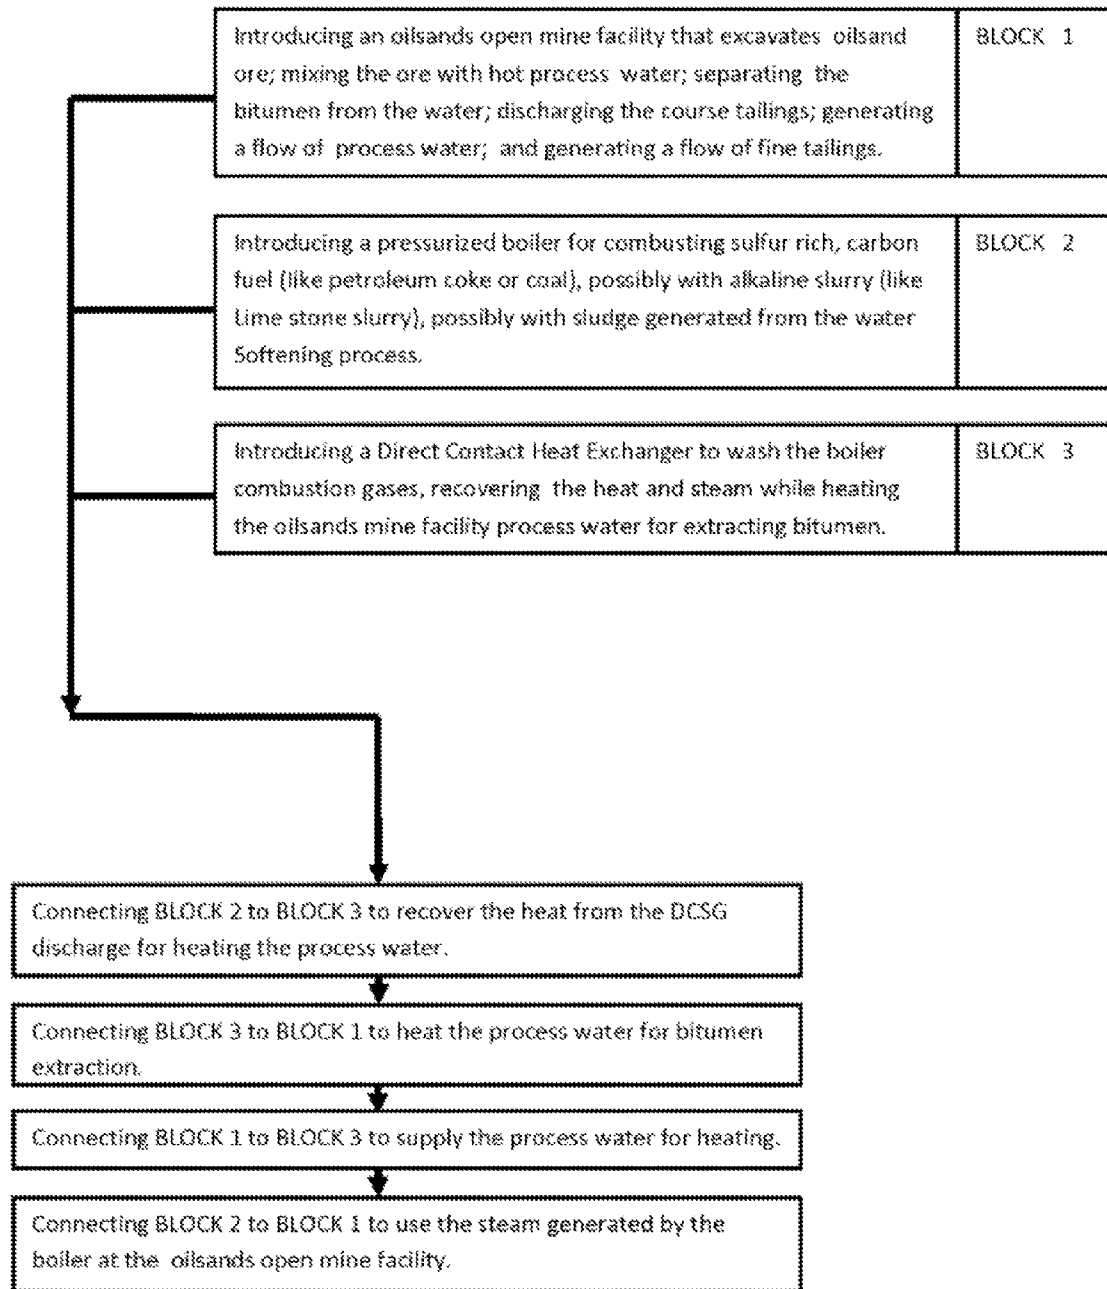 Introducing an oilsands open mine facility that excavates oilsand
ore; mixing the ore with hot process water; separating the
bitumen from the water; discharging the course tailings; generating
a flow of process water; and generating a flow of fine tailings.
BLOCK 1
Introducing a pressurized boiler for combusting sulfur rich, carbon
fuel (like petroleum coke or coal), possibly with alkaline slurry (like
Lime stone slurry), possibly with sludge generated from the water
Softening process.
BLOCK 2
Introducing a Direct Contact Heat Exchanger to wash the boiler
combustion gases, recovering the heat and steam while heating
the oilsands mine facility process water for extracting bitumen.
BLOCK 3
Connecting BLOCK 2 to BLOCK 3 to recover the heat from the DCSG
discharge for heating the process water.
Connecting BLOCK 3 to BLOCK 1 to heat the process water for bitumen
extraction.
Connecting BLOCK 1 to BLOCK 3 to supply the process water for heating.
Connecting BLOCK 2 to BLOCK 1 to use the steam generated by the
boiler at the oilsands open mine facility.